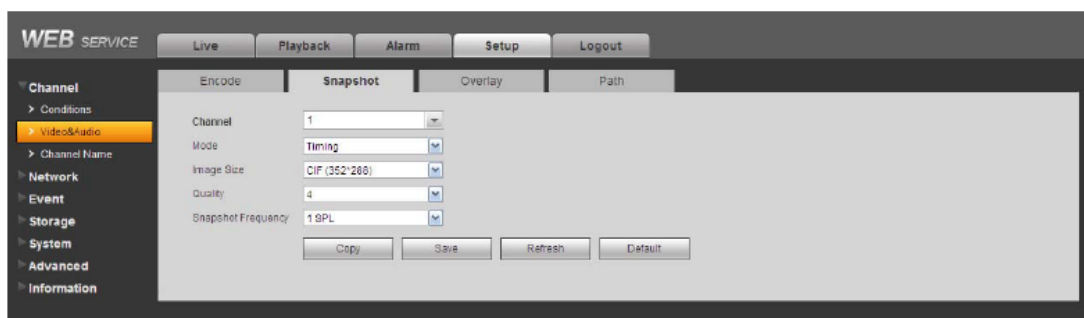 WEB SERVICE
Live Playback Alarm Setup Logout
Encode Snapshot Overlay Path
Channel
Conditions
Video&Audio
Channel Name
Network
Event
Storage
System
Advanced
Information
Channel 1
Mode Timing
Image Size CIF (352*288)
Quality 4
Snapshot Frequency 1 SPL
Copy Save Refresh Default